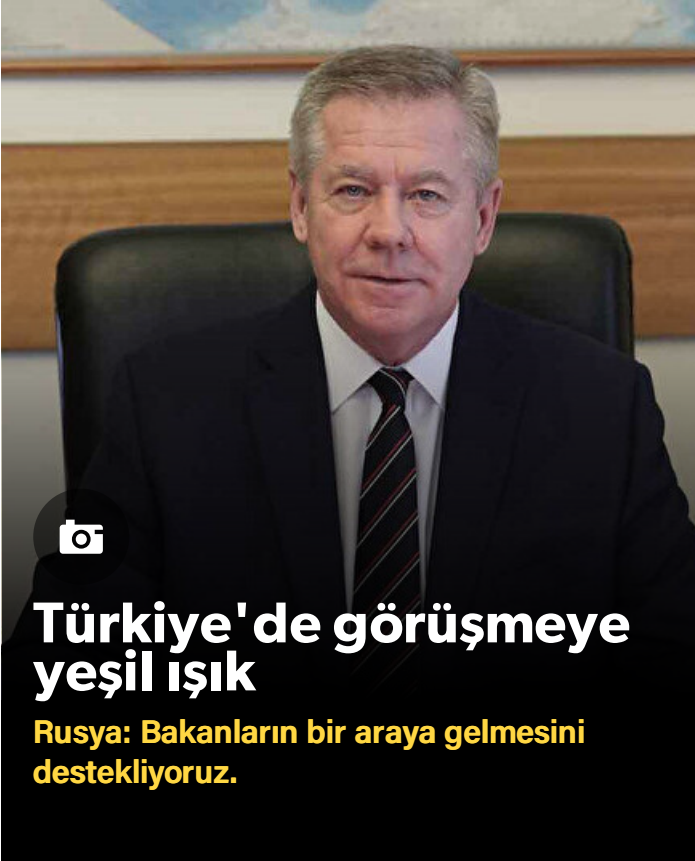 Türkiye'de görüşmeye
yeşil ışık
Rusya: Bakanların bir araya gelmesini
destekliyoruz.